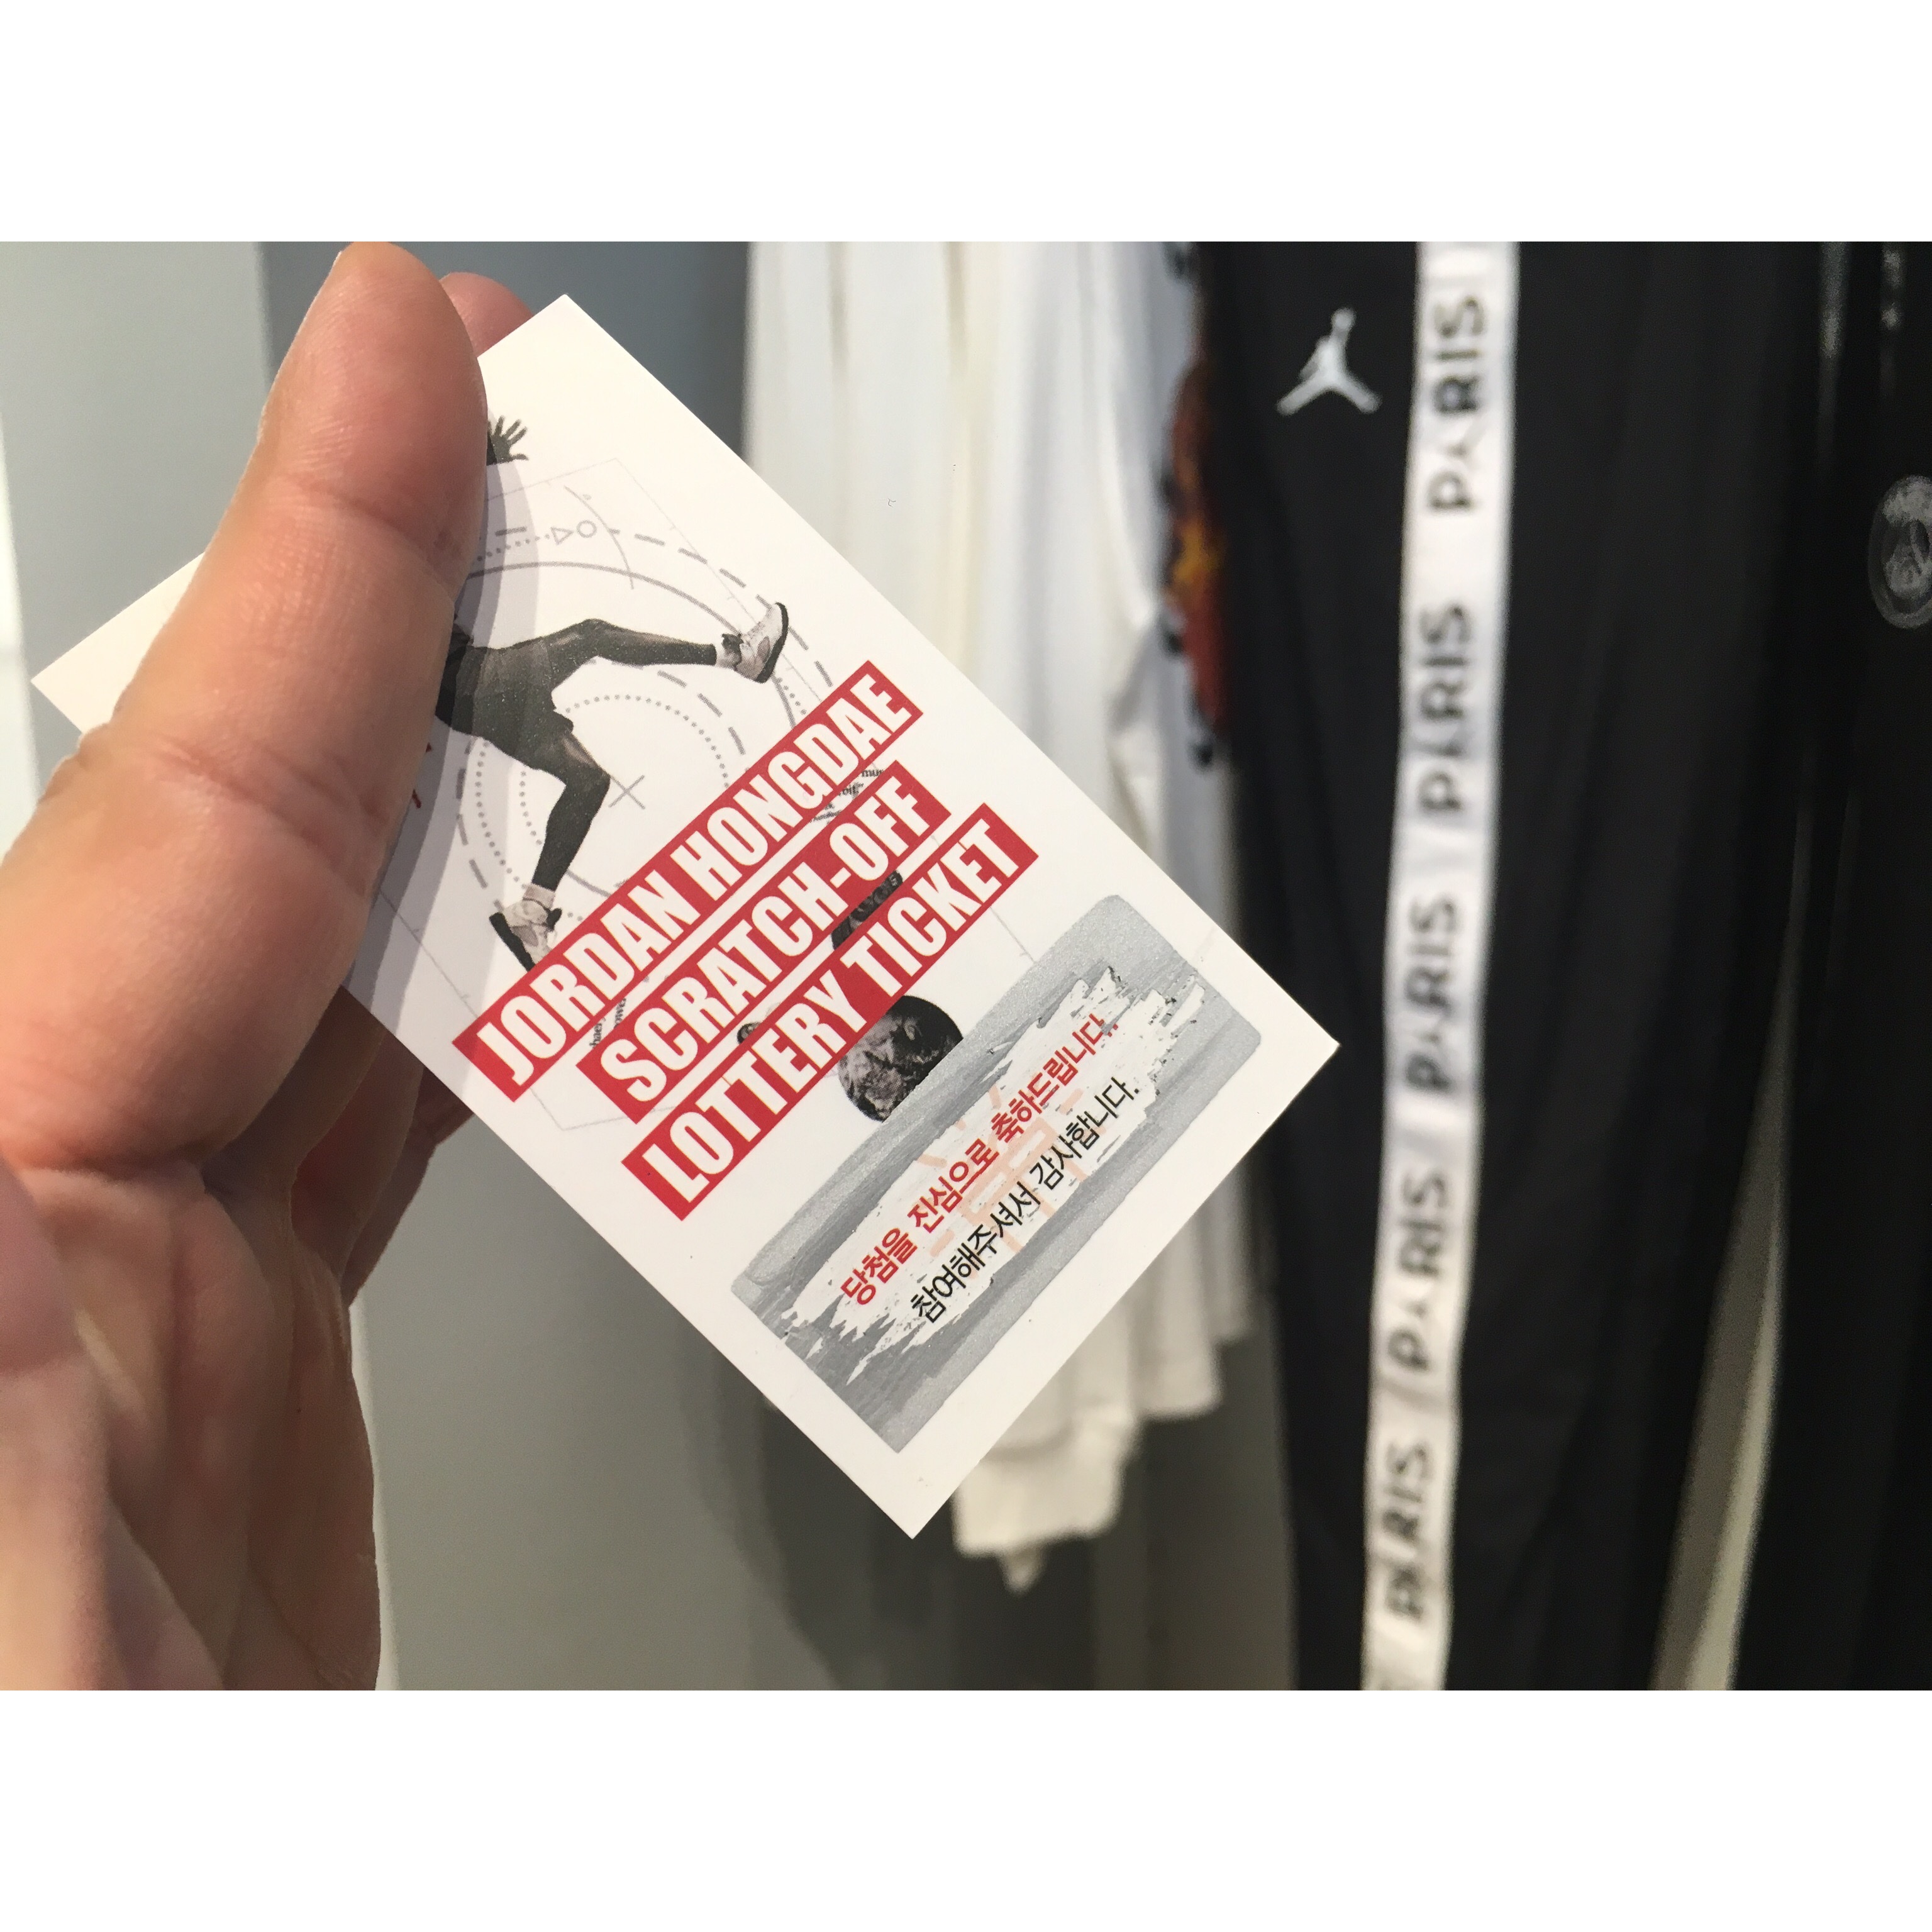 JORDAN HONGDAE
SCRATCH-OFF
LOTTERY TICKET
당첨을 진심으로 축하드립니다.
참여해주셔서 감사합니다.
PARIS
PARIS
PARIS
PARIS
PARIS